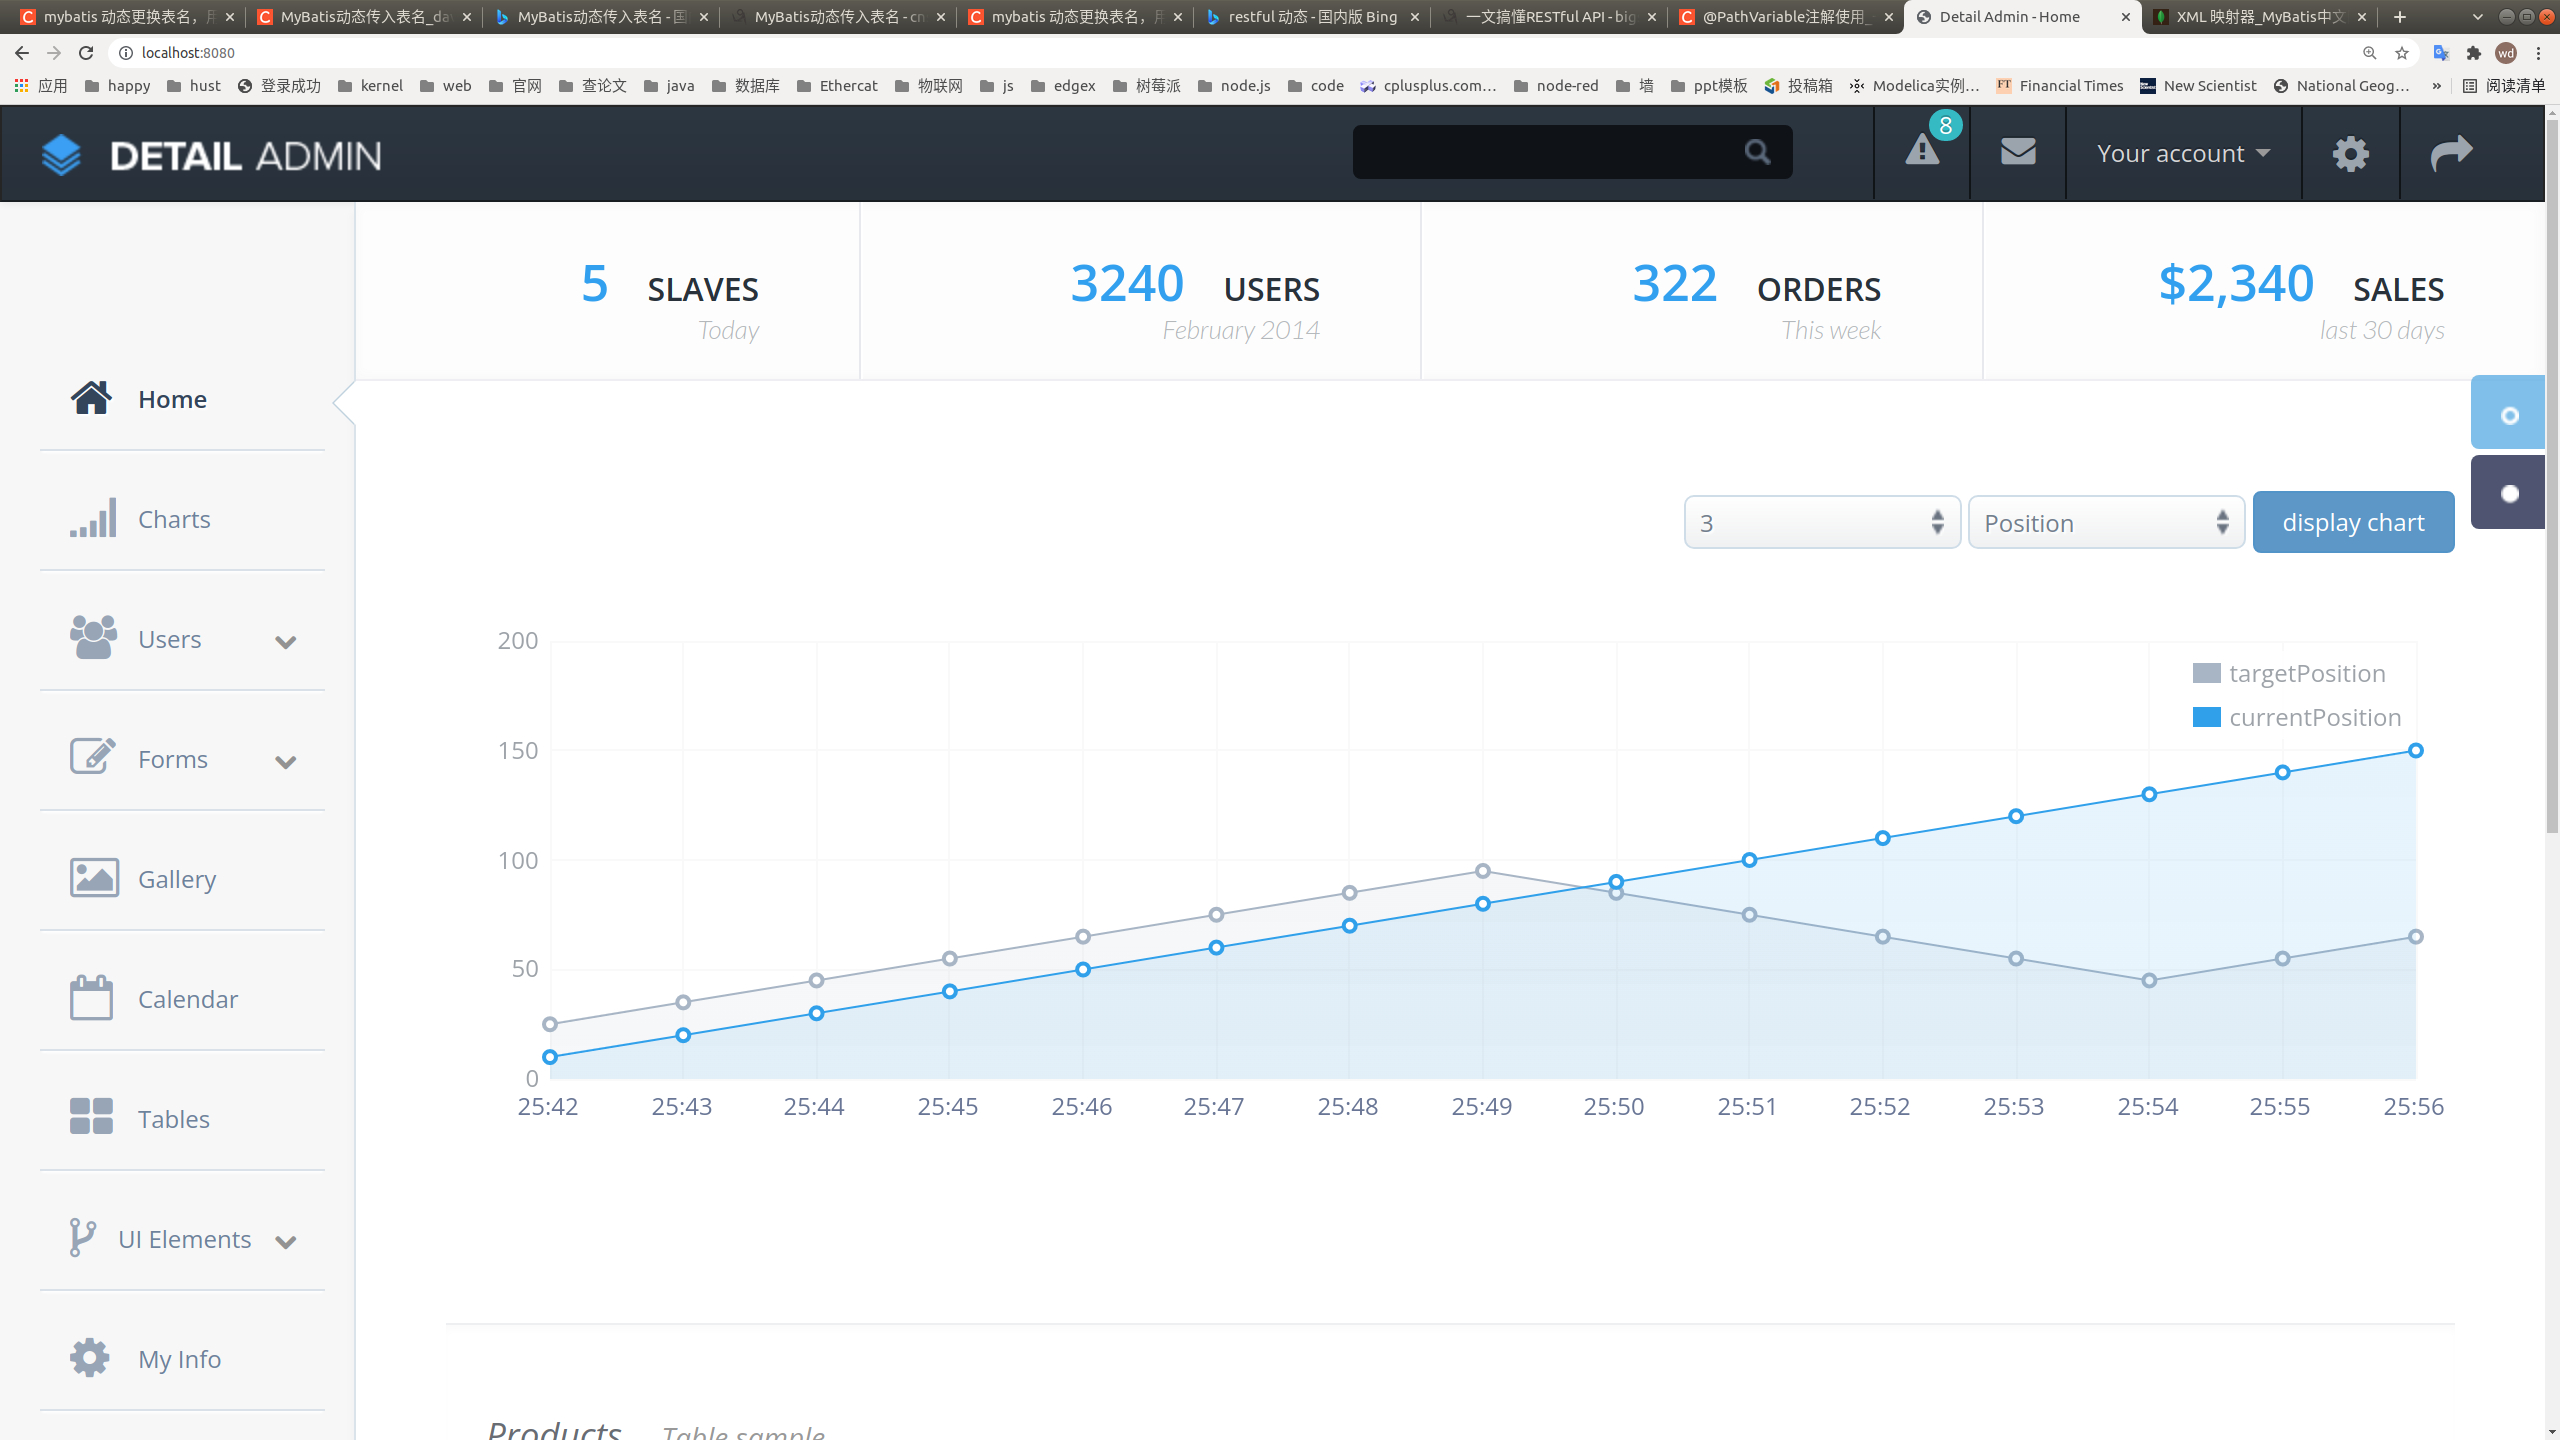 mybatis 动态更换表名，用
MyBatis动态传入表名_da
MyBatis动态传入表名 - 国
MyBatis动态传入表名 - cn
mybatis 动态更换表名，用
restful 动态 - 国内版 Bing
一文搞懂RESTful API - big
@PathVariable注解使用_
Detail Admin - Home
XML 映射器_MyBatis中文
localhost:8080
wd
应用 happy hust 登录成功 kernel web 官网 查论文 java 数据库 Ethercat 物联网 js edgex 树莓派 node.js code cplusplus.com... node-red 墙 ppt模板 投稿箱 Modelica实例... Financial Times New Scientist National Geog... » 阅读清单
DETAIL ADMIN
8
Your account
5 SLAVES
Today
3240 USERS
February 2014
322 ORDERS
This week
$2,340 SALES
last 30 days
Home
Charts
Users
Forms
Gallery
Calendar
Tables
UI Elements
My Info
3
Position
display chart
targetPosition
currentPosition
200
150
100
50
0
25:42 25:43 25:44 25:45 25:46 25:47 25:48 25:49 25:50 25:51 25:52 25:53 25:54 25:55 25:56
Products Table sample